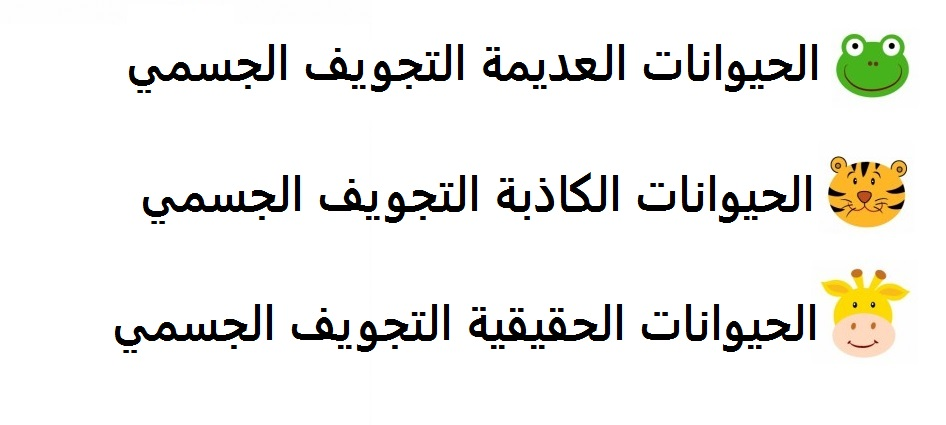 الحيوانات العديمة التجويف الجسمي
الحيوانات الكاذبة التجويف الجسمي
الحيوانات الحقيقية التجويف الجسمي